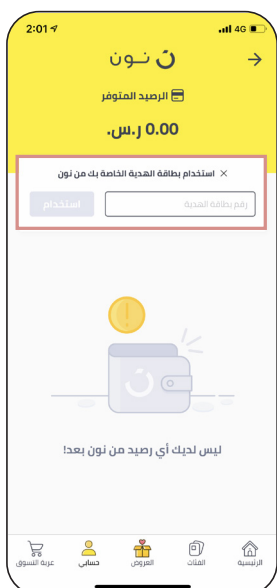 2:01
4G
نون
الرصيد المتوفر
0.00 ر.س.
استخدام بطاقة الهدية الخاصة بك من نون
رقم بطاقة الهدية
استخدام
ليس لديك أي رصيد من نون بعد!
الرئيسية
الفئات
العروض
حسابي
عربة التسوق